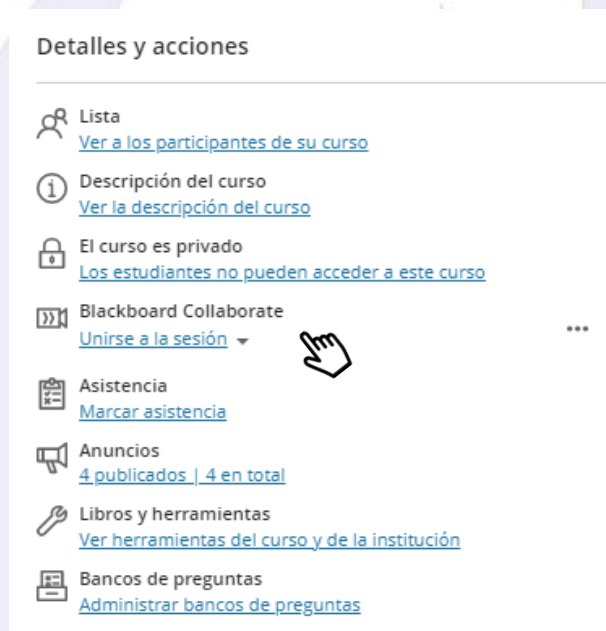 Detalles y acciones
Lista
Ver a los participantes de su curso
Descripción del curso
Ver la descripción del curso
El curso es privado
Los estudiantes no pueden acceder a este curso
Blackboard Collaborate
Unirse a la sesión
Asistencia
Marcar asistencia
Anuncios
4 publicados | 4 en total
Libros y herramientas
Ver herramientas del curso y de la institución
Bancos de preguntas
Administrar bancos de preguntas